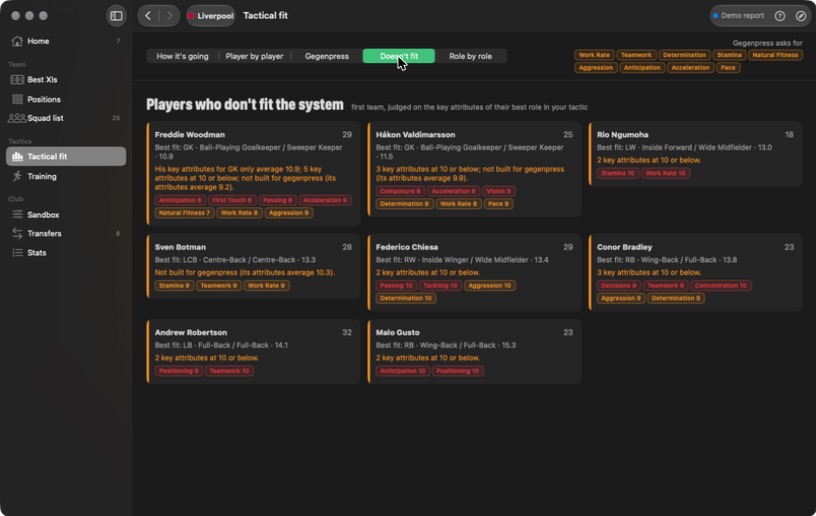 Liverpool
Tactical fit
Demo report
Home 7
Team
Best XIs
Positions
Squad list 25
Tactics
Tactical fit
Training
Club
Sandbox
Transfers 6
Stats
How it's going
Player by player
Gegenpress
Doesn't fit
Role by role
Gegenpress asks for
Work Rate Teamwork Determination Stamina Natural Fitness
Aggression Anticipation Acceleration Pace
Players who don't fit the system first team, judged on the key attributes of their best role in your tactic
Freddie Woodman 29
Best fit: GK · Ball-Playing Goalkeeper / Sweeper Keeper
· 10.9
His key attributes for GK only average 10.9; 5 key
attributes at 10 or below; not built for gegenpress (its
attributes average 9.2).
Anticipation 8 First Touch 8 Passing 8 Acceleration 9
Natural Fitness 7 Work Rate 8 Aggression 9
Hákon Valdimarsson 25
Best fit: GK · Ball-Playing Goalkeeper / Sweeper Keeper
· 11.5
3 key attributes at 10 or below; not built for gegenpress
(its attributes average 9.9).
Composure 8 Acceleration 9 Vision 9
Determination 8 Work Rate 8 Pace 9
Rio Ngumoha 18
Best fit: LW · Inside Forward / Wide Midfielder · 13.0
2 key attributes at 10 or below.
Stamina 10 Work Rate 10
Sven Botman 28
Best fit: LCB · Centre-Back / Centre-Back · 13.3
Not built for gegenpress (its attributes average 10.3).
Stamina 9 Teamwork 9 Work Rate 9
Federico Chiesa 29
Best fit: RW · Inside Winger / Wide Midfielder · 13.4
2 key attributes at 10 or below.
Passing 10 Tackling 10 Aggression 10
Determination 10
Conor Bradley 23
Best fit: RB · Wing-Back / Full-Back · 13.8
3 key attributes at 10 or below.
Decisions 9 Teamwork 9 Concentration 10
Aggression 9 Determination 9
Andrew Robertson 32
Best fit: LB · Full-Back / Full-Back · 14.1
2 key attributes at 10 or below.
Positioning 9 Teamwork 10
Malo Gusto 23
Best fit: RB · Wing-Back / Full-Back · 15.3
2 key attributes at 10 or below.
Anticipation 10 Positioning 10